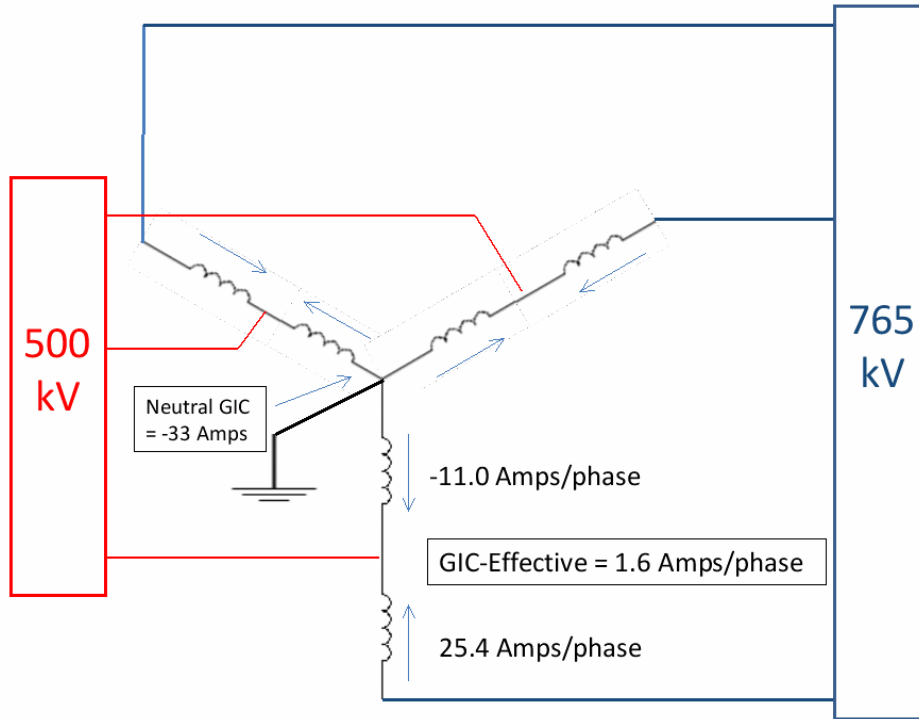 500
kV
765
kV
Neutral GIC
= -33 Amps
-11.0 Amps/phase
GIC-Effective = 1.6 Amps/phase
25.4 Amps/phase